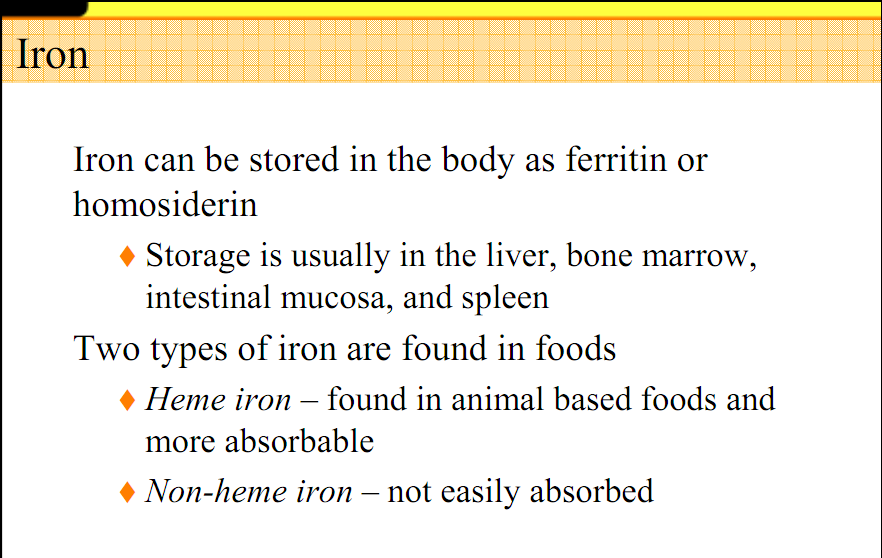 Iron
Iron can be stored in the body as ferritin or
homosiderin
♦ Storage is usually in the liver, bone marrow,
intestinal mucosa, and spleen
Two types of iron are found in foods
♦ Heme iron – found in animal based foods and
more absorbable
♦ Non-heme iron – not easily absorbed